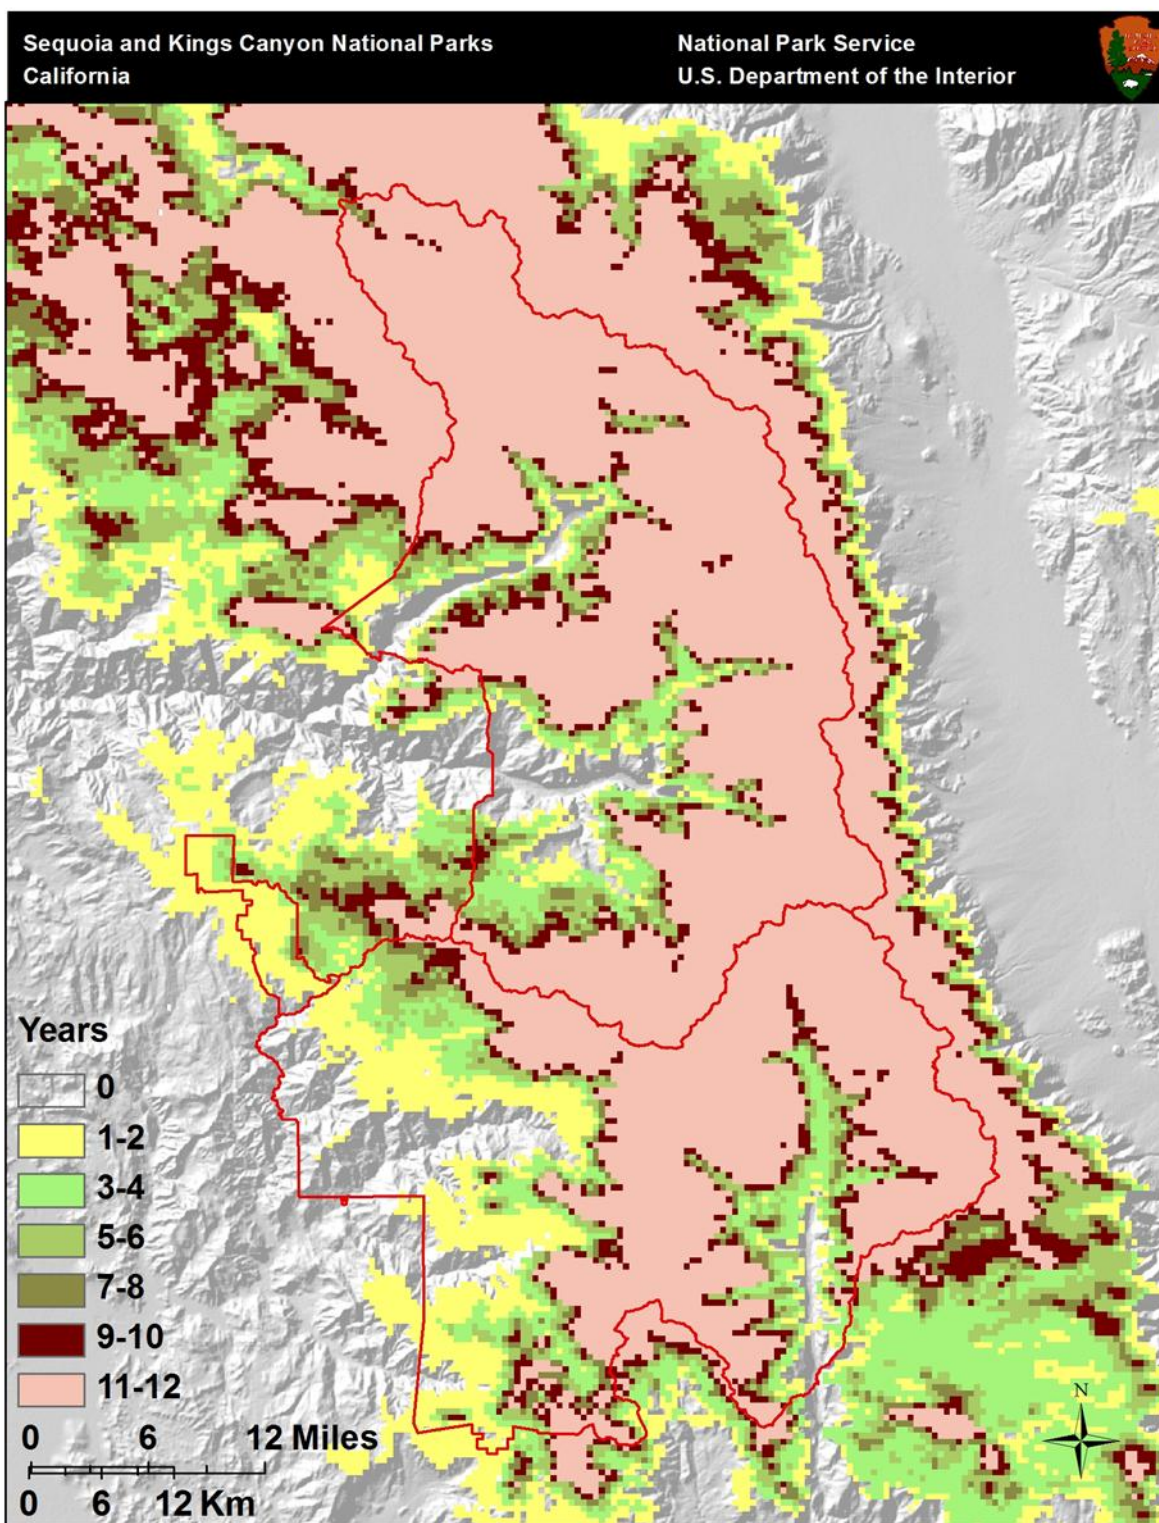 Sequoia and Kings Canyon National Parks
California
National Park Service
U.S. Department of the Interior
Years
0
1-2
3-4
5-6
7-8
9-10
11-12
0 6 12 Miles
0 6 12 Km
N